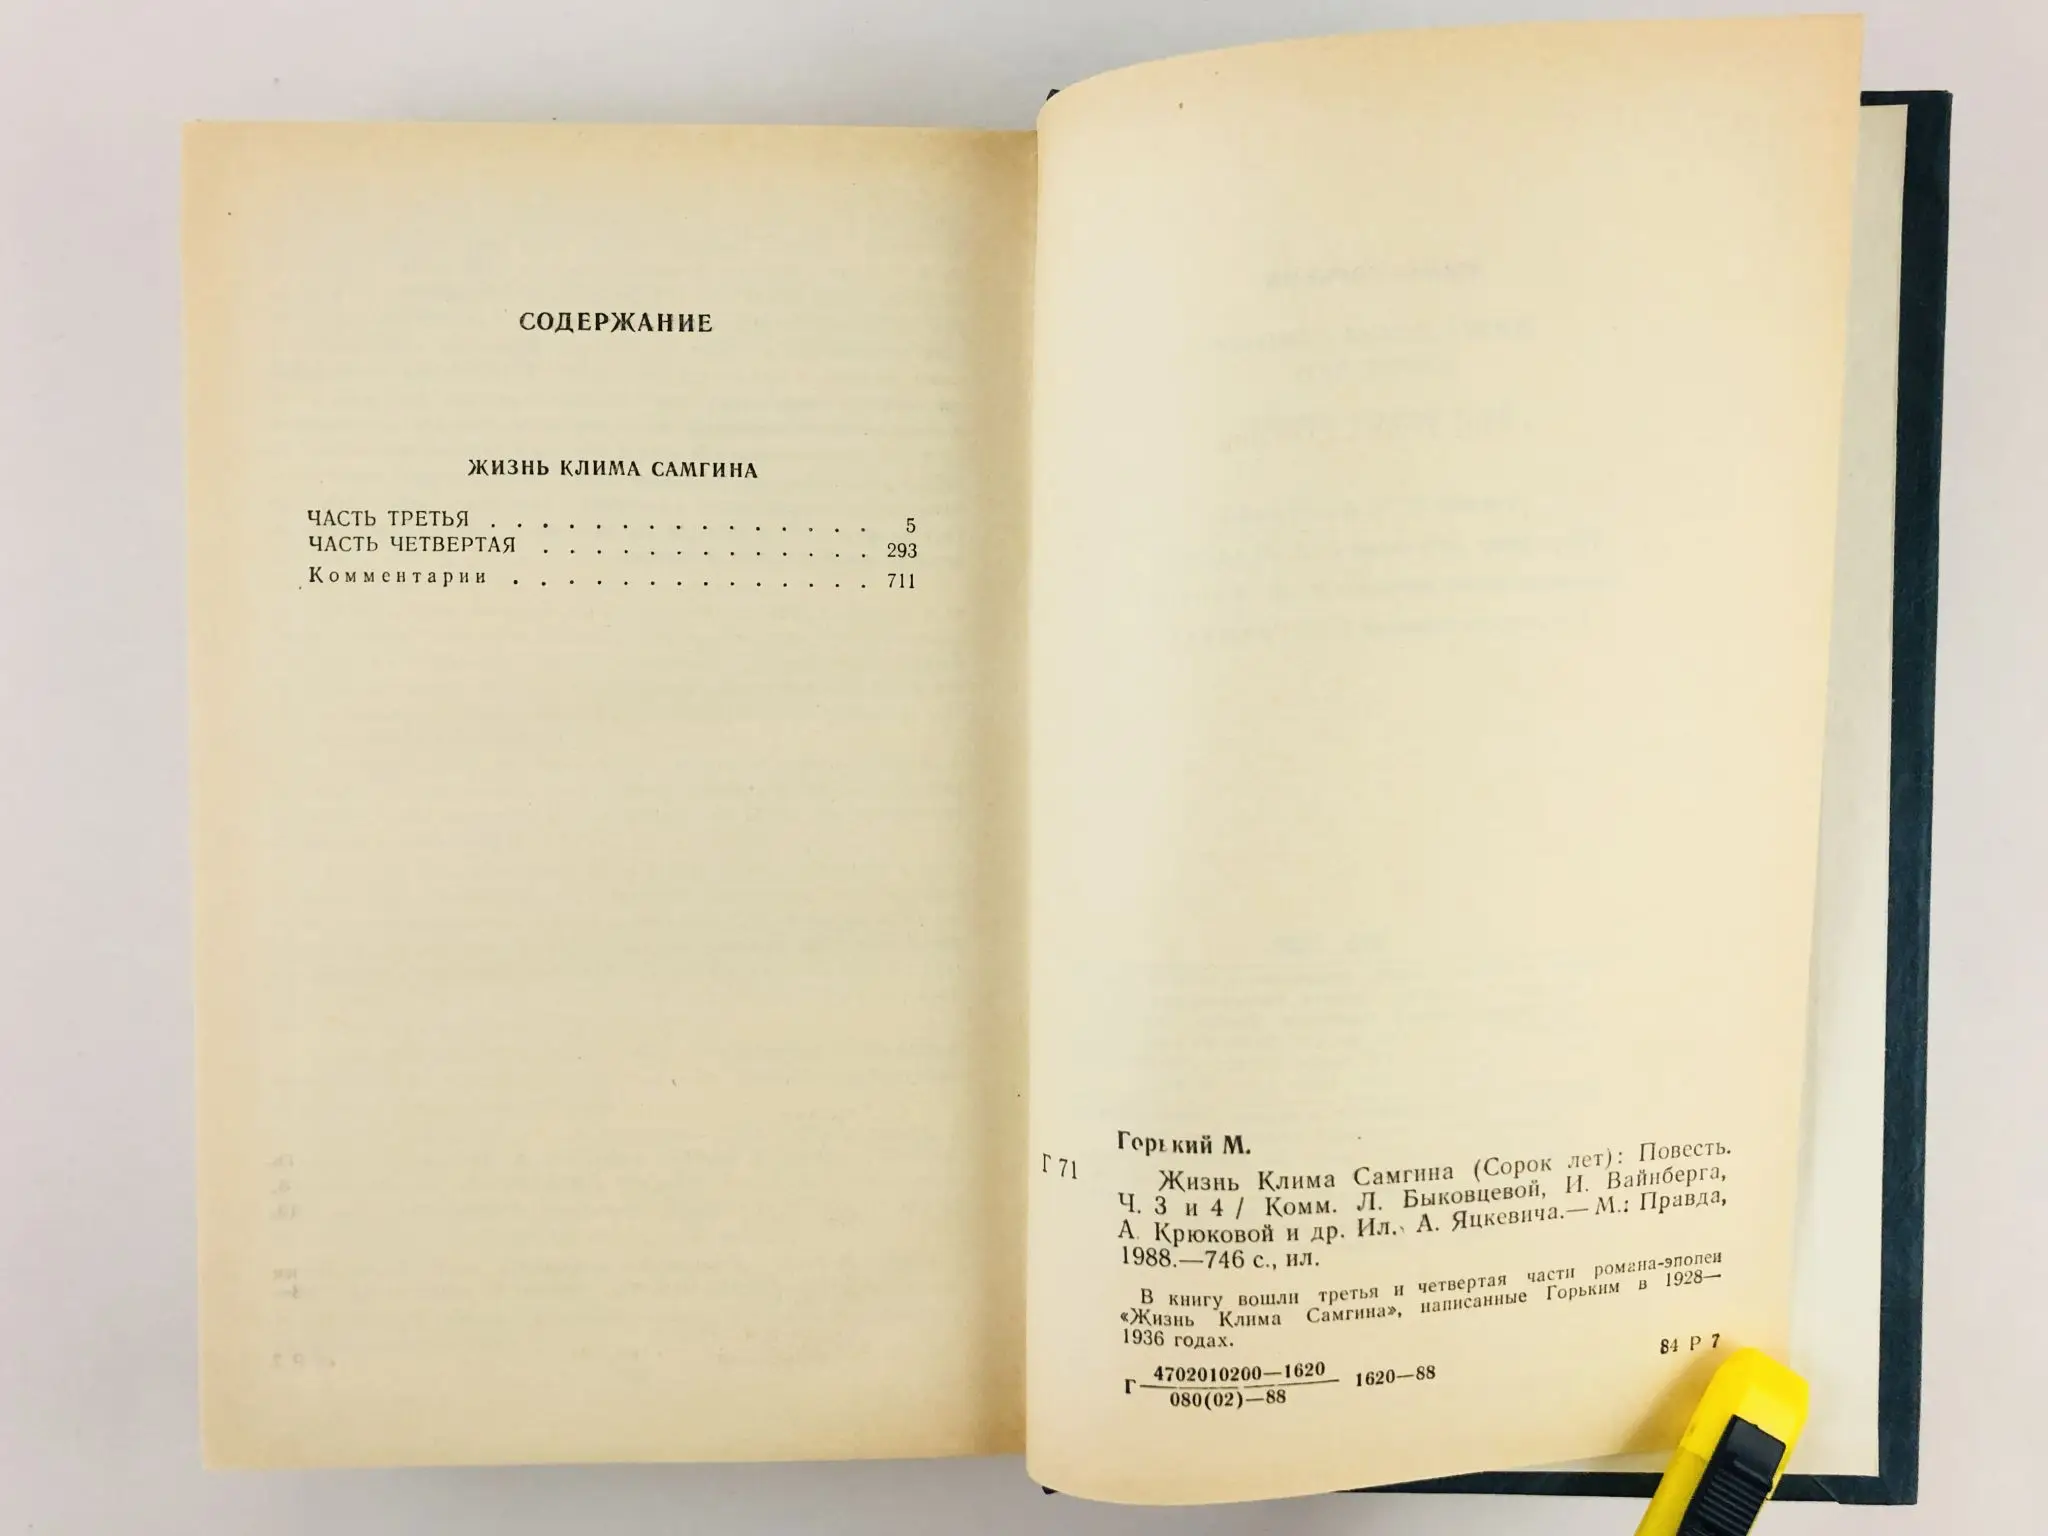 СОДЕРЖАНИЕ
ЖИЗНЬ КЛИМА САМГИНА
ЧАСТЬ ТРЕТЬЯ . . . . . . . . . . . . . . . 5
ЧАСТЬ ЧЕТВЕРТАЯ . . . . . . . . . . . . . 293
Комментарии . . . . . . . . . . . . . . 711
Горький М.
Г 71
Жизнь Клима Самгина (Сорок лет): Повесть.
Ч. 3 и 4 / Комм. Л. Быковцевой, И. Вайнберга,
А. Крюковой и др. Ил. А. Яцкевича.— М.: Правда,
1988.—746 с., ил.
В книгу вошли третья и четвертая части романа-эпопеи
«Жизнь Клима Самгина», написанные Горьким в 1928—
1936 годах.
84 Р 7
Г 4702010200—1620 1620—88
080(02)—88